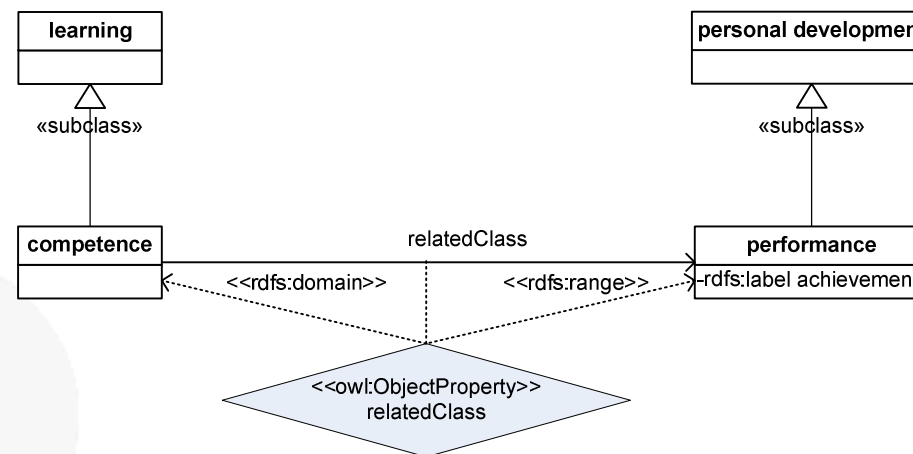 learning
personal developmen
«subclass»
«subclass»
relatedClass
competence
performance
-rdfs:label achievemen
<<rdfs:domain>>
<<rdfs:range>>
<<owl:ObjectProperty>>
relatedClass